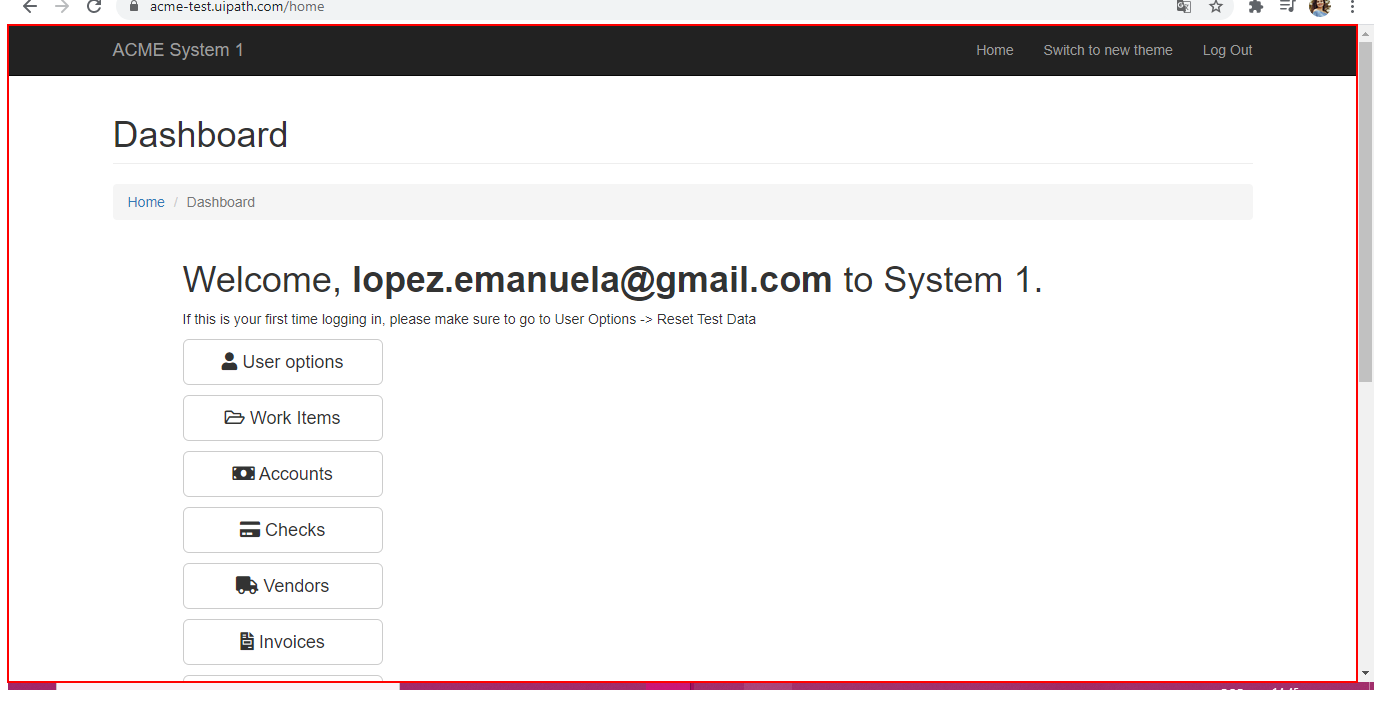 acme-test.uipath.com/home
ACME System 1 Home Switch to new theme Log Out
Dashboard
Home / Dashboard
Welcome, lopez.emanuela@gmail.com to System 1.
If this is your first time logging in, please make sure to go to User Options -> Reset Test Data
User options
Work Items
Accounts
Checks
Vendors
Invoices